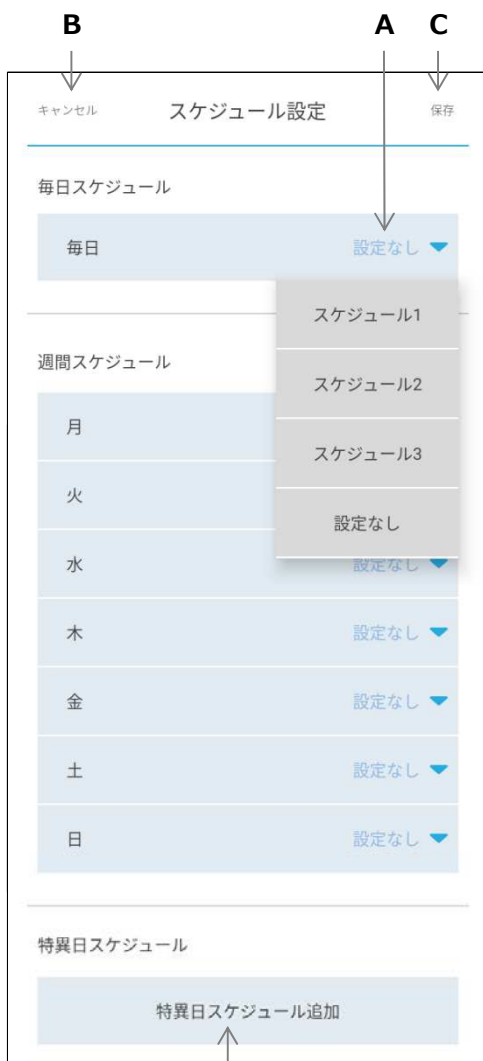 B A C
キャンセル スケジュール設定 保存
毎日スケジュール
毎日 設定なし
スケジュール1
週間スケジュール
スケジュール2
月
スケジュール3
火
設定なし
水 設定なし
木 設定なし
金 設定なし
土 設定なし
日 設定なし
特異日スケジュール
特異日スケジュール追加